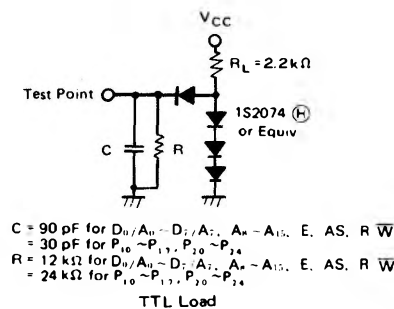 VCC
RL = 2.2kΩ
Test Point
1S2074 Ⓗ
or Equiv
C
R
C = 90 pF for D0/A0 ~ D7/A7, A8 ~ A15, E, AS, R W̅
= 30 pF for P10 ~ P17, P20 ~ P24
R = 12 kΩ for D0/A0 ~ D7/A7, A8 ~ A15, E, AS, R W̅
= 24 kΩ for P10 ~ P17, P20 ~ P24
TTL Load